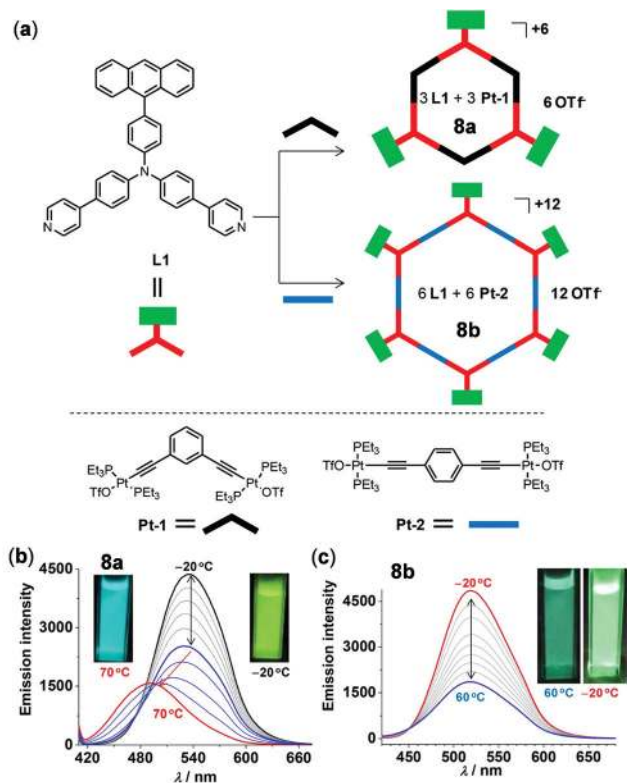 (a)
+6
3 L1 + 3 Pt-1
8a
6 OTf-
N
N
N
L1
+12
6 L1 + 6 Pt-2
8b
12 OTf-
PEt3
Pt
TfO
PEt3
PEt3
Pt
OTf
Et3P
Pt-1 =
PEt3
TfO-Pt
PEt3
PEt3
Pt-OTf
PEt3
Pt-2 =
(b)
8a
−20 °C
4500
3000
1500
0
Emission intensity
70 °C
−20 °C
70 °C
420 480 540 600 660
λ / nm
(c)
8b
−20 °C
4500
3000
1500
0
Emission intensity
60 °C
60 °C −20 °C
450 500 550 600 650
λ / nm